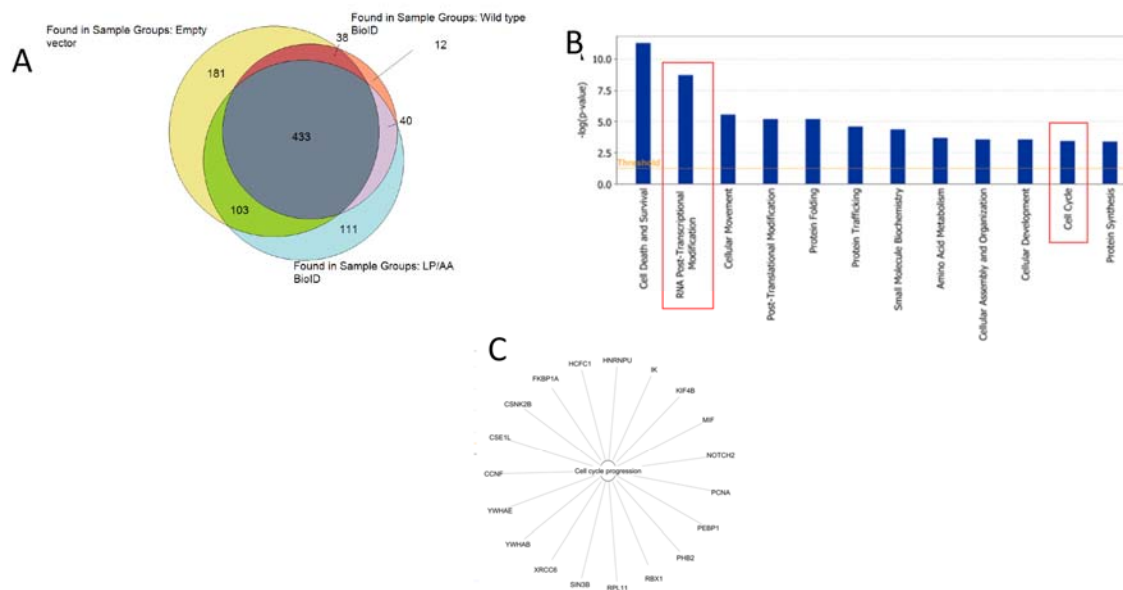 A
Found in Sample Groups: Empty
vector
Found in Sample Groups: Wild type
BioID
38
12
181
40
433
103
111
Found in Sample Groups: LP/AA
BioID
B
-log(p-value)
10.0
7.5
5.0
2.5
0.0
Threshold
Cell Death and Survival
RNA Post-Transcriptional
Modification
Cellular Movement
Post-Translational Modification
Protein Folding
Protein Trafficking
Small Molecule Biochemistry
Amino Acid Metabolism
Cellular Assembly and Organization
Cellular Development
Cell Cycle
Protein Synthesis
C
HNRNPU
IK
KIF4B
MIF
NOTCH2
PCNA
PEBP1
PHB2
RBX1
RPL11
SIN3B
XRCC6
YWHAB
YWHAE
CCNF
CSE1L
CSNK2B
FKBP1A
HCFC1
Cell cycle progression